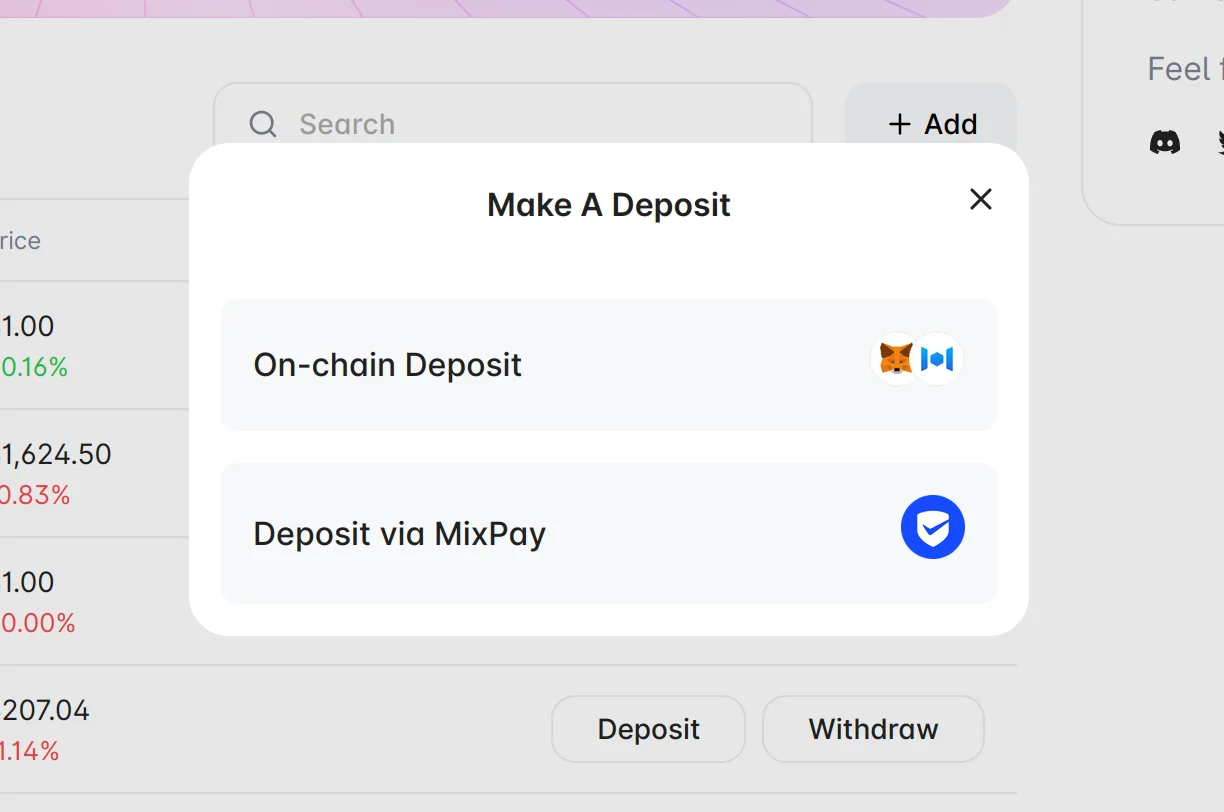 Feel
Search
+ Add
Make A Deposit
rice
1.00
0.16%
On-chain Deposit
1,624.50
0.83%
Deposit via MixPay
1.00
0.00%
207.04
1.14%
Deposit
Withdraw